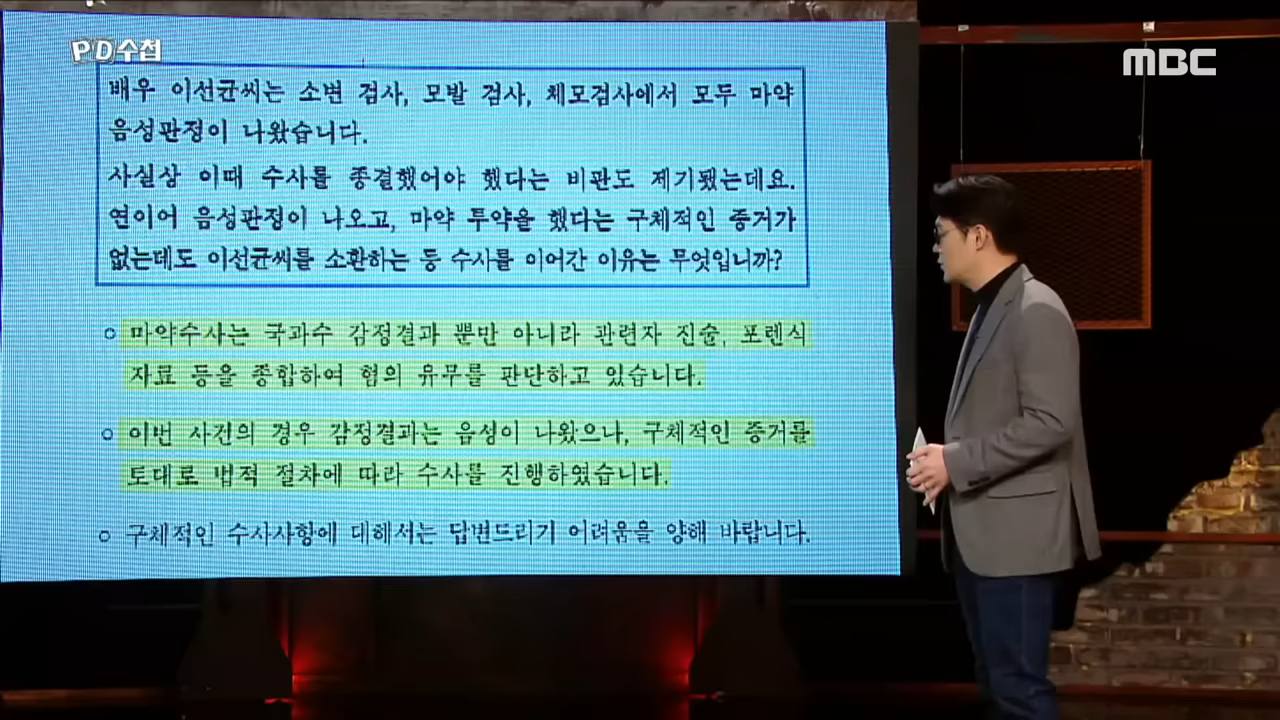 PD수첩
MBC
배우 이선균씨는 소변 검사, 모발 검사, 체모검사에서 모두 마약
음성판정이 나왔습니다.
사실상 이때 수사를 종결했어야 했다는 비판도 제기됐는데요.
연이어 음성판정이 나오고, 마약 투약을 했다는 구체적인 증거가
없는데도 이선균씨를 소환하는 등 수사를 이어간 이유는 무엇입니까?
○ 마약수사는 국과수 감정결과 뿐만 아니라 관련자 진술, 포렌식
자료 등을 종합하여 혐의 유무를 판단하고 있습니다.
○ 이번 사건의 경우 감정결과는 음성이 나왔으나, 구체적인 증거를
토대로 법적 절차에 따라 수사를 진행하였습니다.
○ 구체적인 수사사항에 대해서는 답변드리기 어려움을 양해 바랍니다.